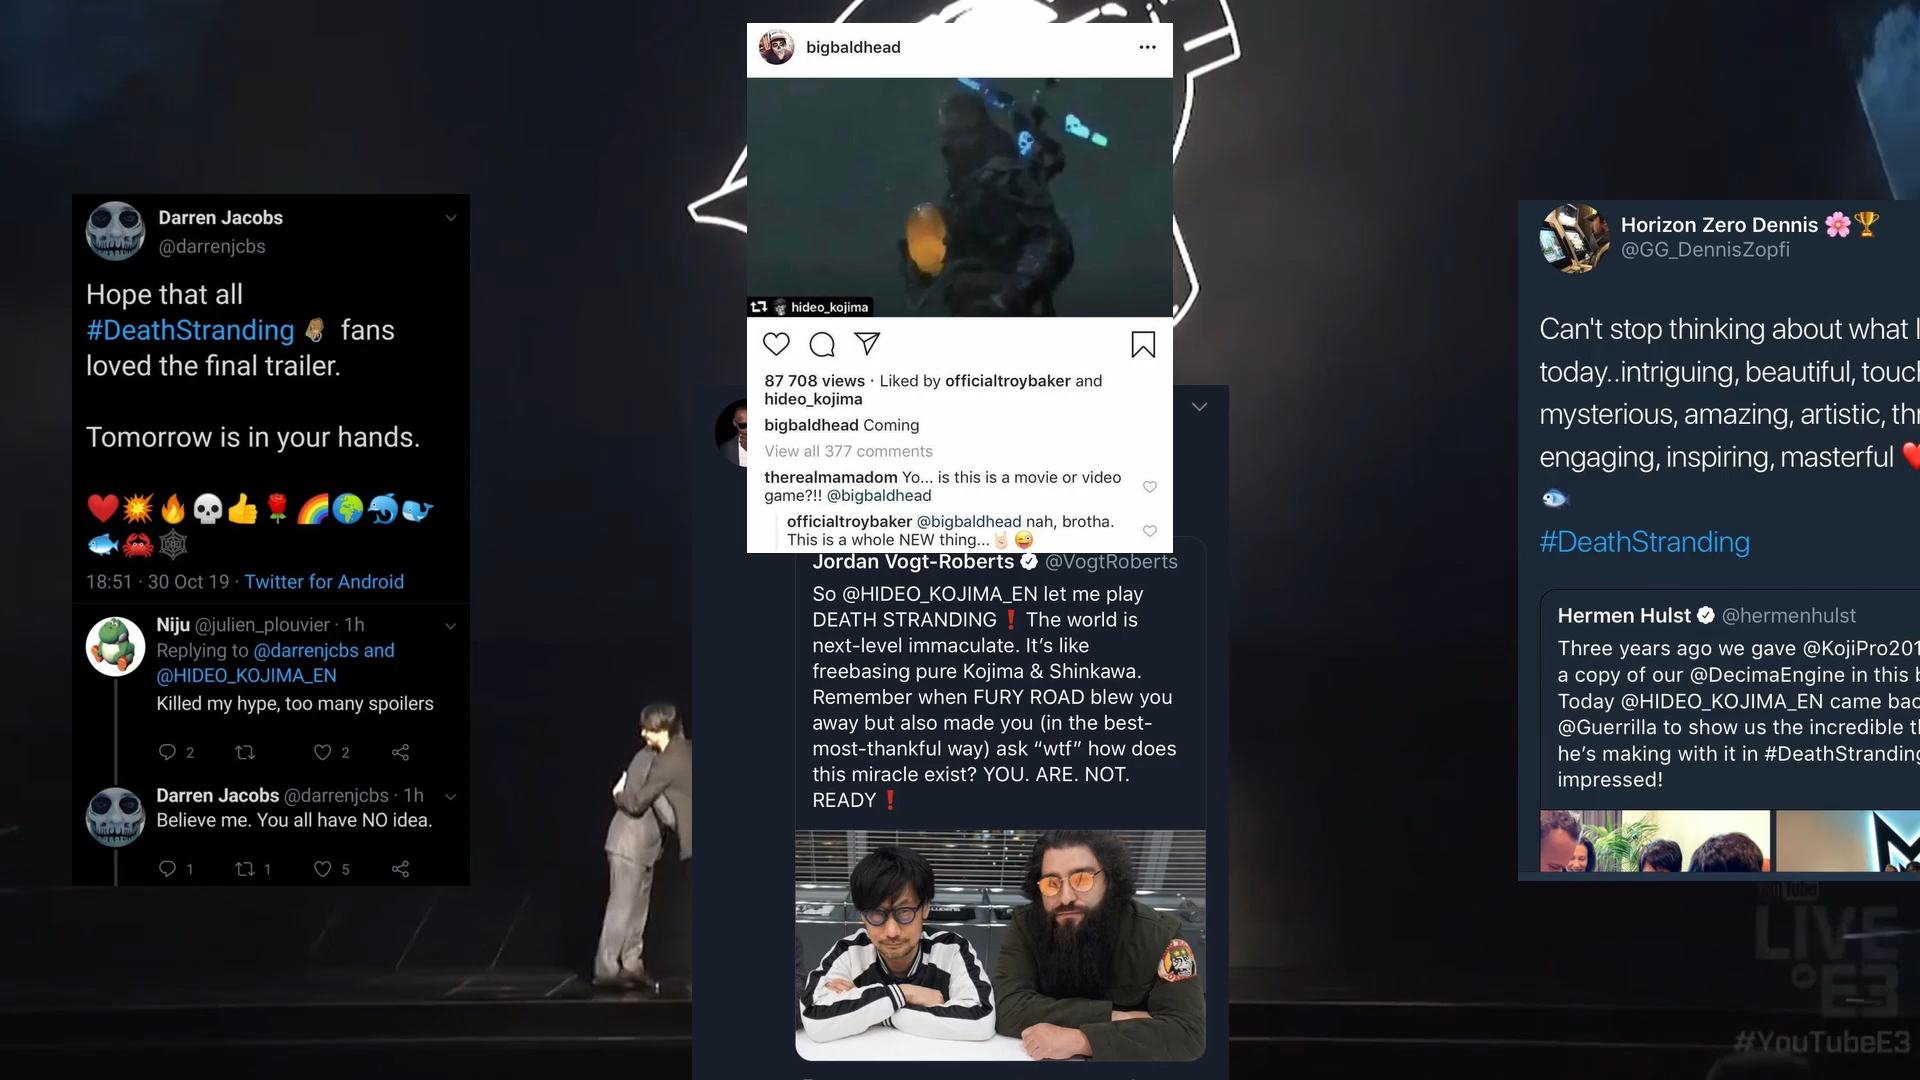 Darren Jacobs
@darrenjcbs
Hope that all
#DeathStranding fans
loved the final trailer.
Tomorrow is in your hands.
18:51 · 30 Oct 19 · Twitter for Android
Niju @julien_plouvier · 1h
Replying to @darrenjcbs and
@HIDEO_KOJIMA_EN
Killed my hype, too many spoilers
2
2
Darren Jacobs @darrenjcbs · 1h
Believe me. You all have NO idea.
1
1
5
bigbaldhead
hideo_kojima
87 708 views · Liked by officialtroybaker and
hideo_kojima
bigbaldhead Coming
View all 377 comments
therealmamadom Yo... is this is a movie or video
game?!! @bigbaldhead
officialtroybaker @bigbaldhead nah, brotha.
This is a whole NEW thing...🤘🏻😜
Jordan Vogt-Roberts @VogtRoberts
So @HIDEO_KOJIMA_EN let me play
DEATH STRANDING❗ The world is
next-level immaculate. It’s like
freebasing pure Kojima & Shinkawa.
Remember when FURY ROAD blew you
away but also made you (in the best-
most-thankful way) ask “wtf” how does
this miracle exist? YOU. ARE. NOT.
READY❗
Horizon Zero Dennis 🌸🏆
@GG_DennisZopfi
Can't stop thinking about what
today..intriguing, beautiful,
mysterious, amazing, artistic,
engaging, inspiring, masterful
#DeathStranding
Hermen Hulst @hermenhulst
Three years ago we gave @KojiPro201
a copy of our @DecimaEngine in this
Today @HIDEO_KOJIMA_EN came
@Guerrilla to show us the incredible
he’s making with it in #DeathStranding
impressed!
YouTube
LIVE
E3
#YouTubeE3